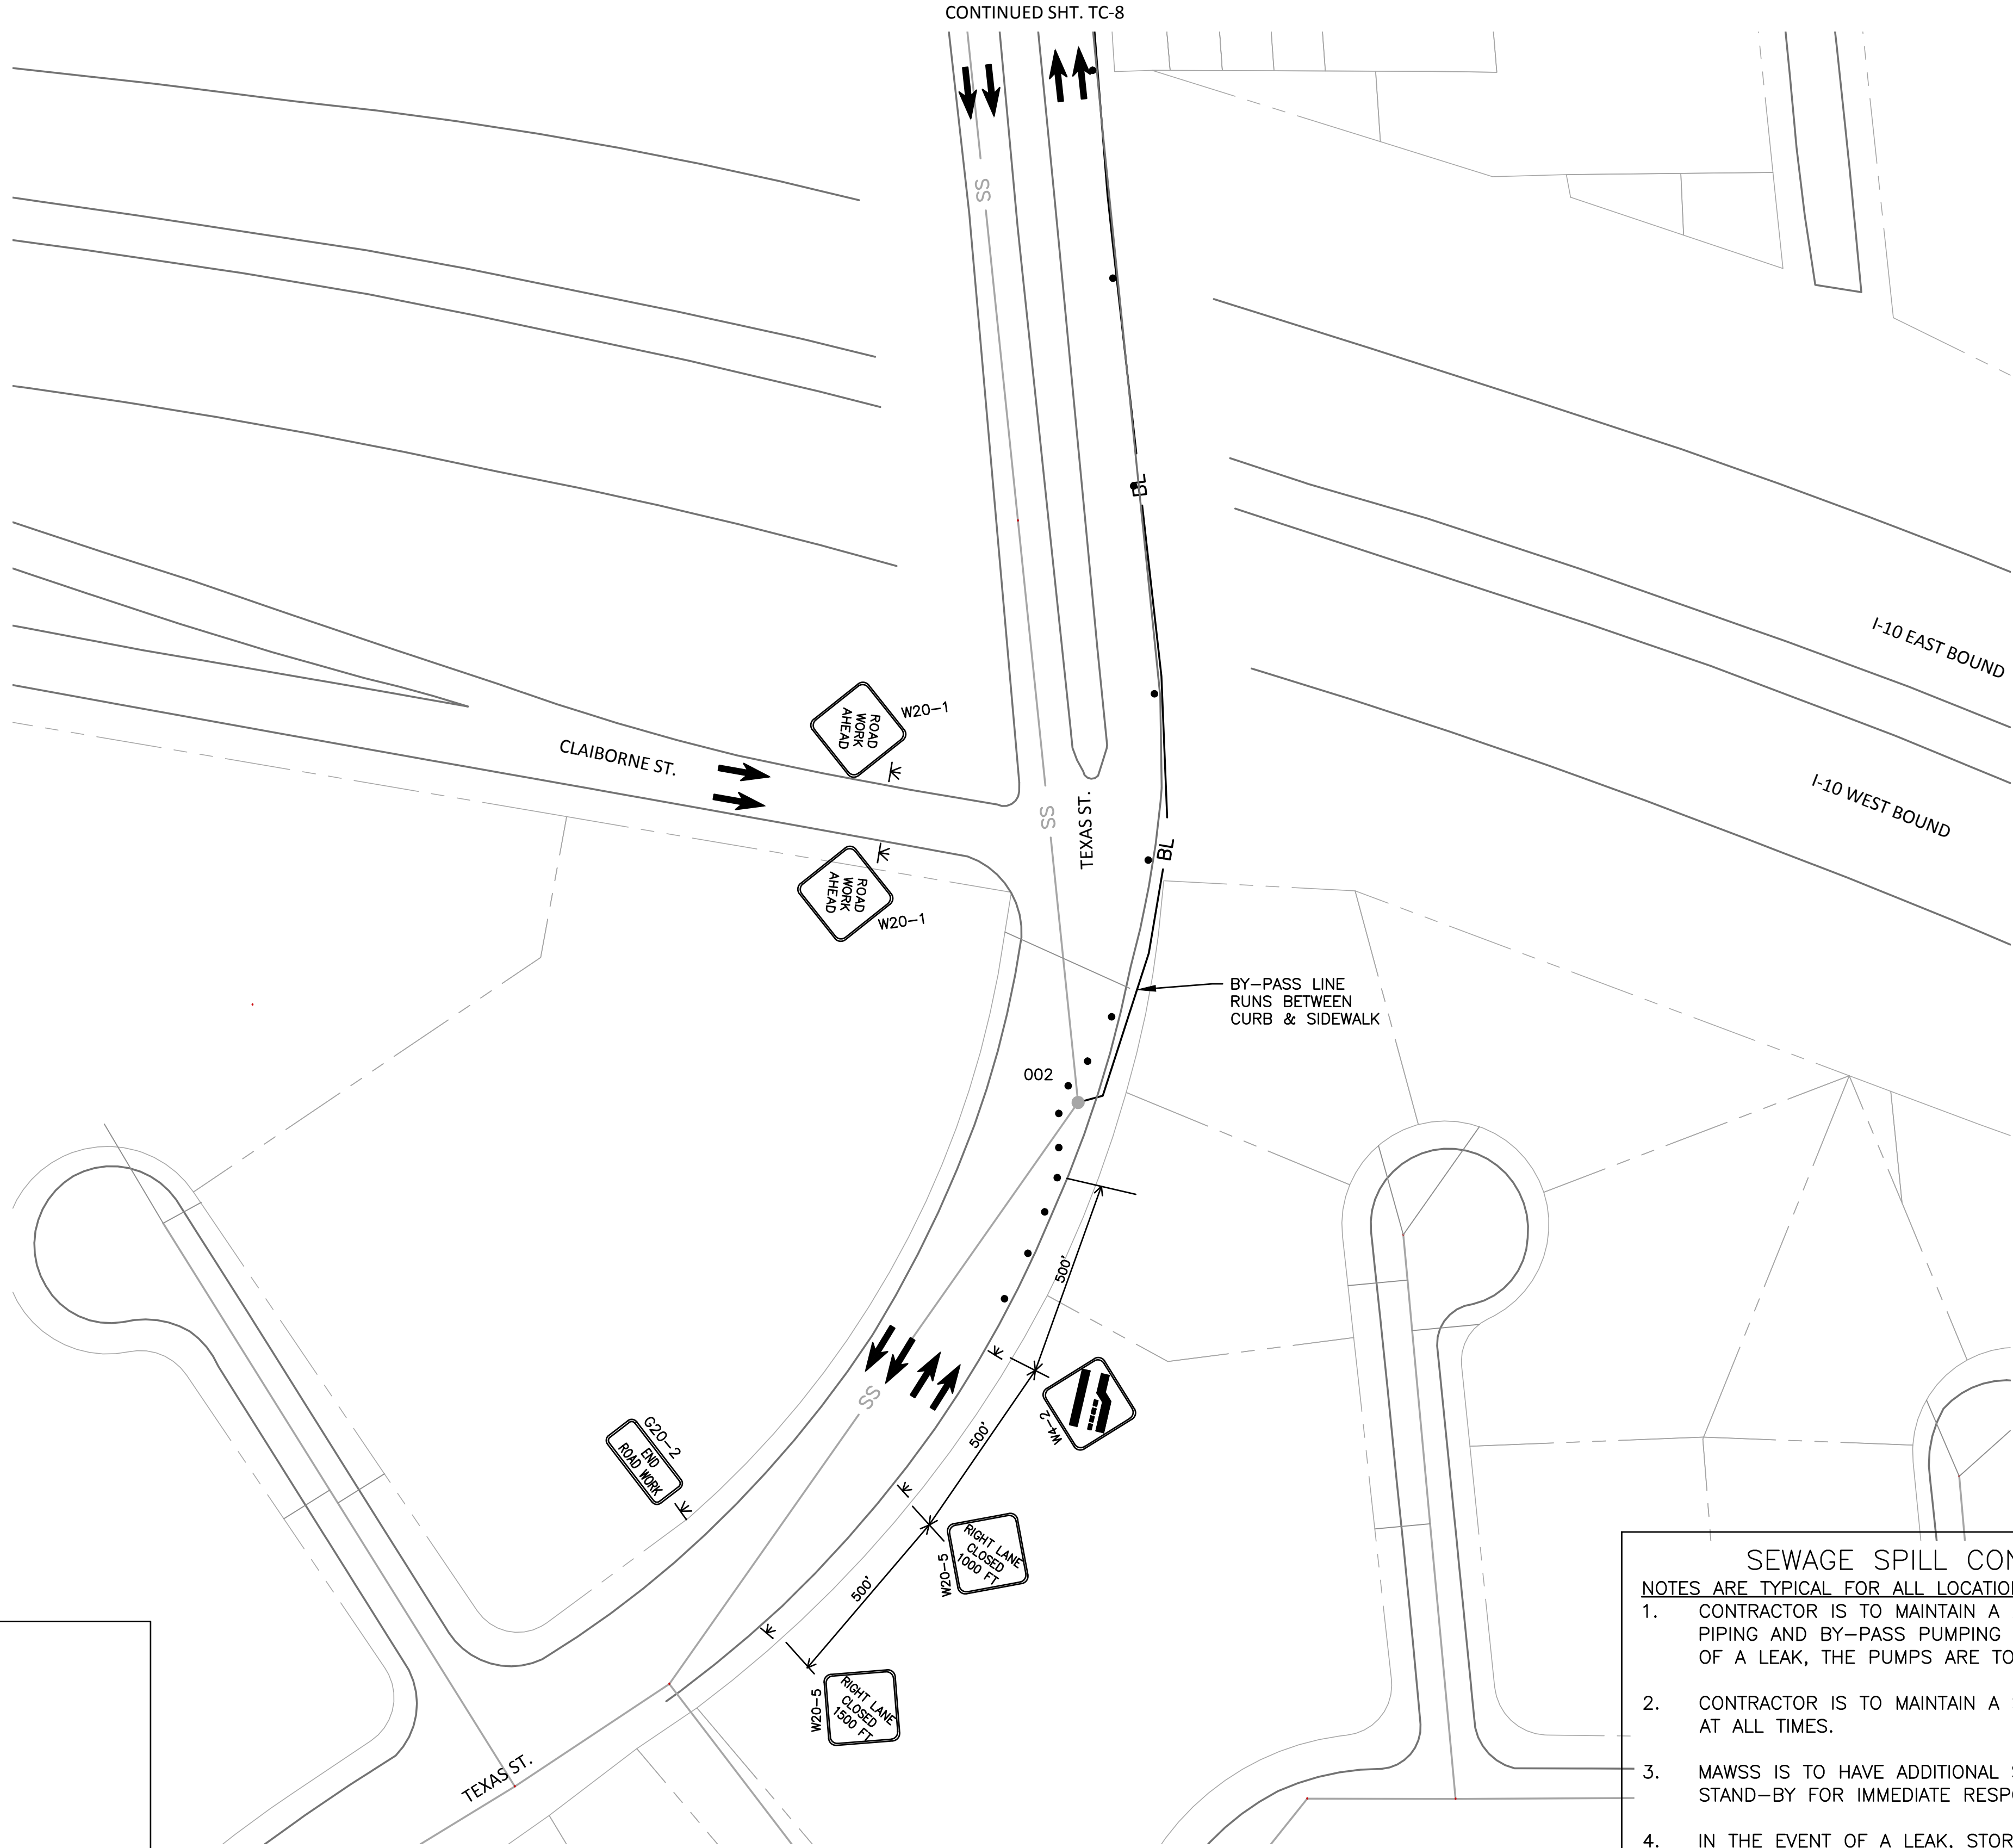 CONTINUED SHT. TC-8
SS
BL
I-10 EAST BOUND
I-10 WEST BOUND
ROAD
WORK
AHEAD
W20-1
CLAIBORNE ST.
SS
TEXAS ST.
BL
ROAD
WORK
AHEAD
W20-1
BY-PASS LINE
RUNS BETWEEN
CURB & SIDEWALK
002
500'
SS
W4-2
500'
G20-2
END
ROAD WORK
RIGHT LANE
CLOSED
1000 FT
W20-5
500'
RIGHT LANE
CLOSED
1500 FT
W20-5
TEXAS ST.
SEWAGE SPILL CON
NOTES ARE TYPICAL FOR ALL LOCATION
1. CONTRACTOR IS TO MAINTAIN A
PIPING AND BY-PASS PUMPING
OF A LEAK, THE PUMPS ARE TO
2. CONTRACTOR IS TO MAINTAIN A
AT ALL TIMES.
3. MAWSS IS TO HAVE ADDITIONAL S
STAND-BY FOR IMMEDIATE RESPO
4. IN THE EVENT OF A LEAK, STOR